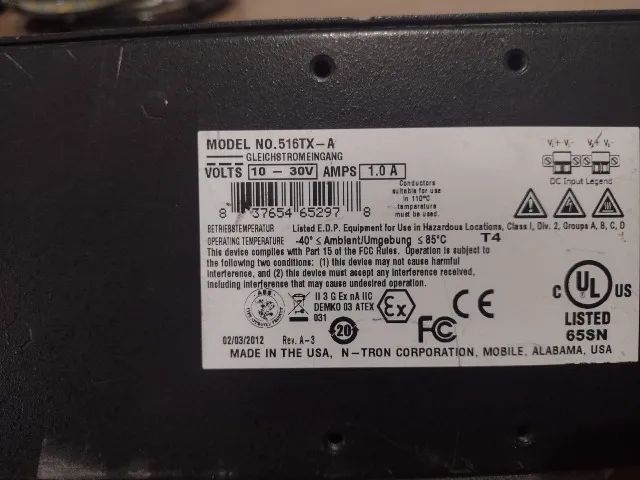 MODEL NO.516TX-A
GLEICHSTROMEINGANG
VOLTS 10 - 30V AMPS 1.0 A
8 37654 65297 8
Conductors
suitable for use
in 110°C
temperature
must be used.
V₁ + V₁ - V₂ + V₂ -
DC Input Legend
BETRIEBSTEMPERATUR Listed E.D.P. Equipment for Use in Hazardous Locations, Class I, Div. 2, Groups A, B, C, D
OPERATING TEMPERATURE -40° ≤ Ambient/Umgebung ≤ 85°C T4
This device complies with Part 15 of the FCC Rules. Operation is subject to
the following two conditions: (1) this device may not cause harmful
interference, and (2) this device must accept any interference received,
including interference that may cause undesired operation.
ABS
II 3 G Ex nA IIC
DEMKO 03 ATEX
031
Ex
CE
C UL US
LISTED
65SN
20
FC
02/03/2012 Rev. A-3
MADE IN THE USA, N-TRON CORPORATION, MOBILE, ALABAMA, USA